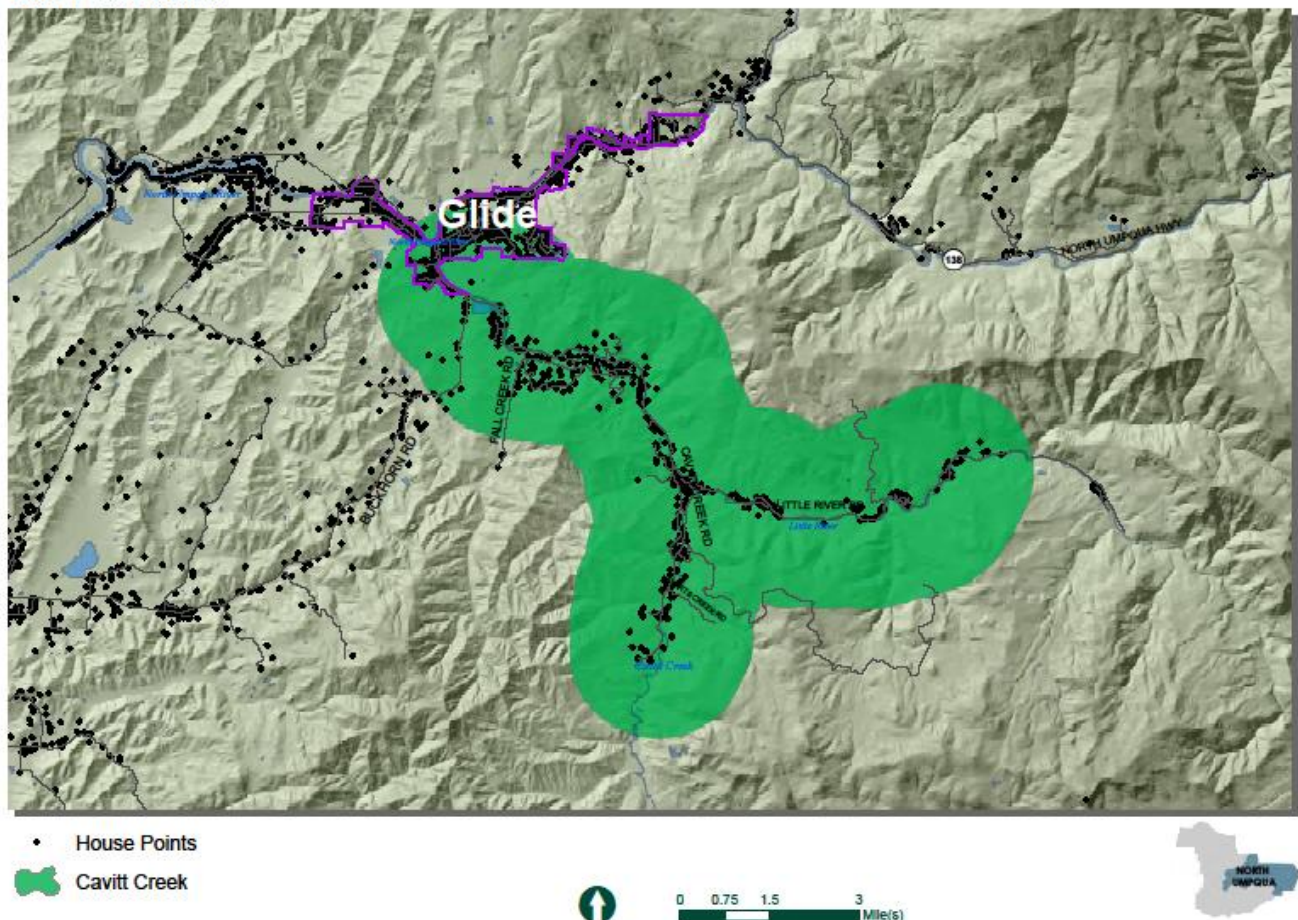 Glide
NORTH UMPQUA HWY
138
FALL CREEK RD
BUCKHORN RD
CREEK RD
LITTLE RIVER
Little River
Creek
House Points
Cavitt Creek
0 0.75 1.5 3
Mile(s)
NORTH
UMPQUA